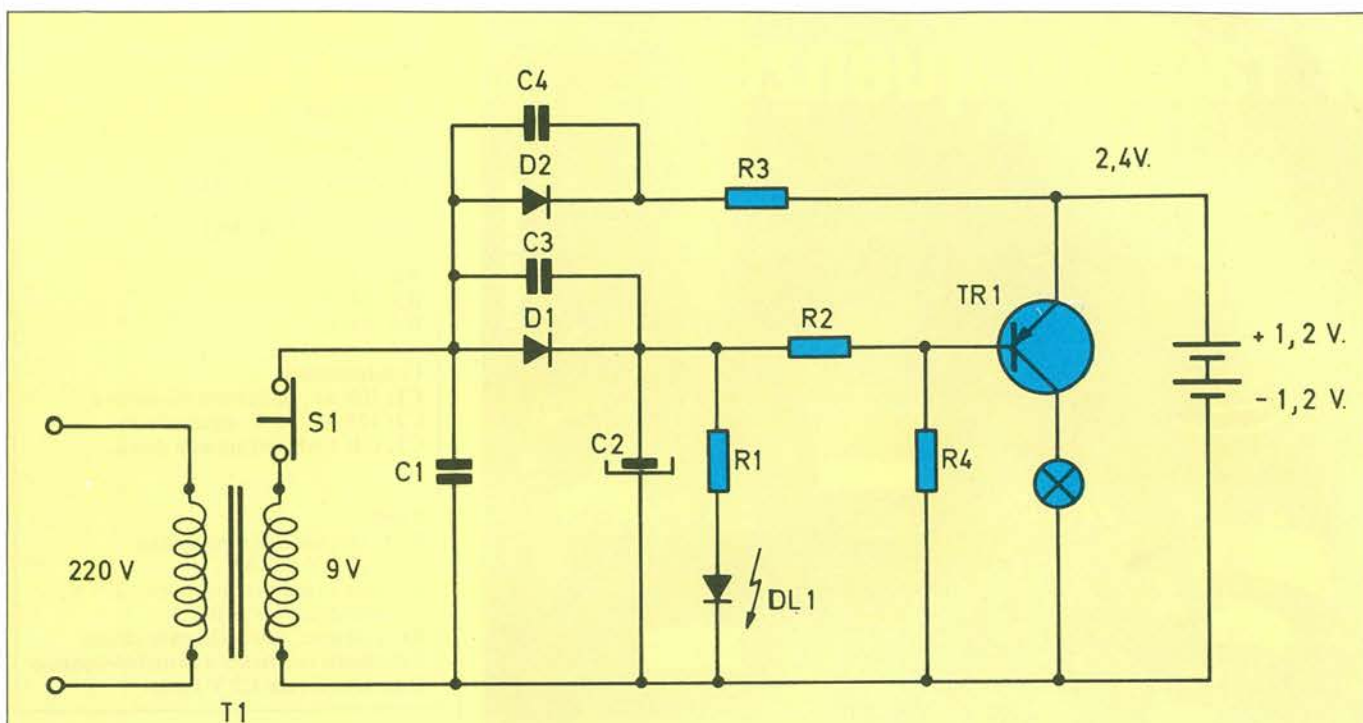 C4
D2
R3
2,4V.
C3
D1
R2
TR1
+ 1,2 V.
- 1,2 V.
S1
C1
C2
R1
R4
220 V
9V
DL1
T1